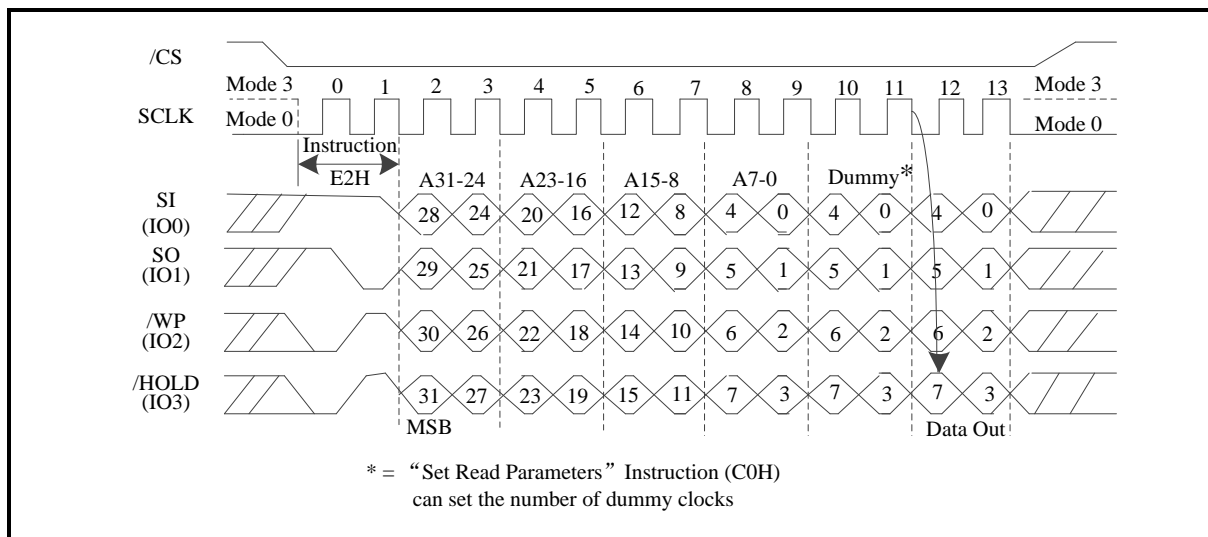 /CS
Mode 3 0 1 2 3 4 5 6 7 8 9 10 11 12 13 Mode 3
SCLK Mode 0 Mode 0
Instruction
E2H A31-24 A23-16 A15-8 A7-0 Dummy*
SI
(IO0) 28 24 20 16 12 8 4 0 4 0 4 0
SO
(IO1) 29 25 21 17 13 9 5 1 5 1 5 1
/WP
(IO2) 30 26 22 18 14 10 6 2 6 2 6 2
/HOLD
(IO3) 31 27 23 19 15 11 7 3 7 3 7 3
MSB Data Out
* = “Set Read Parameters” Instruction (C0H)
can set the number of dummy clocks